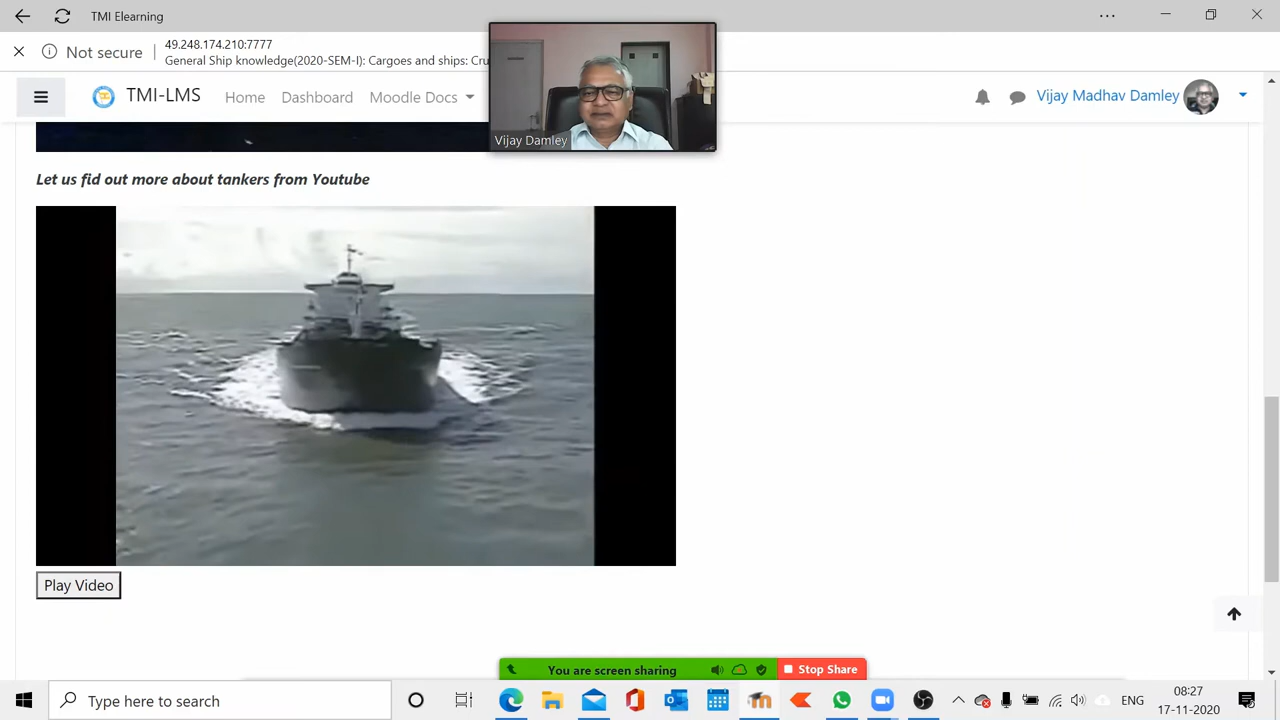 TMI Elearning
Not secure
49.248.174.210:7777
General Ship knowledge(2020-SEM-I): Cargoes and ships: Cru
TMI-LMS
Home
Dashboard
Moodle Docs
Vijay Madhav Damley
Vijay Damley
Let us fid out more about tankers from Youtube
Play Video
You are screen sharing
Stop Share
Type here to search
ENG
08:27
17-11-2020